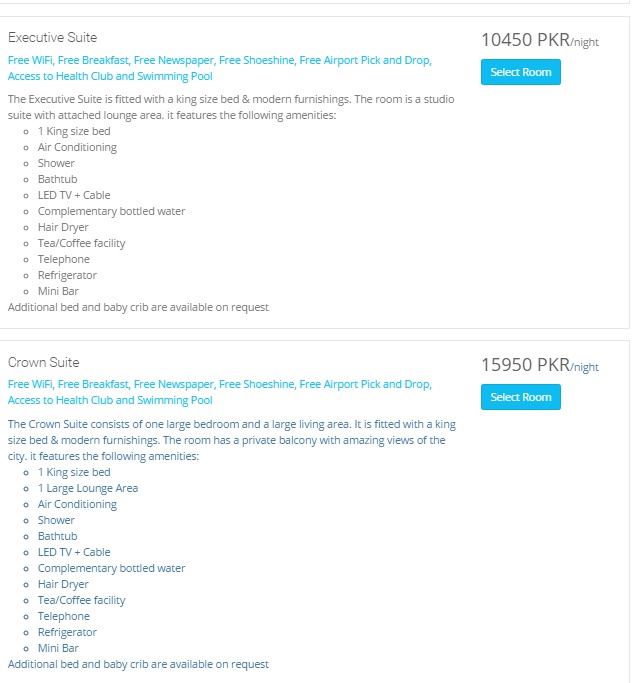 Executive Suite
10450 PKR/night
Free WiFi, Free Breakfast, Free Newspaper, Free Shoeshine, Free Airport Pick and Drop,
Access to Health Club and Swimming Pool
Select Room
The Executive Suite is fitted with a king size bed & modern furnishings. The room is a studio
suite with attached lounge area. it features the following amenities:
1 King size bed
Air Conditioning
Shower
Bathtub
LED TV + Cable
Complementary bottled water
Hair Dryer
Tea/Coffee facility
Telephone
Refrigerator
Mini Bar
Additional bed and baby crib are available on request
Crown Suite
15950 PKR/night
Free WiFi, Free Breakfast, Free Newspaper, Free Shoeshine, Free Airport Pick and Drop,
Access to Health Club and Swimming Pool
Select Room
The Crown Suite consists of one large bedroom and a large living area. It is fitted with a king
size bed & modern furnishings. The room has a private balcony with amazing views of the
city. it features the following amenities:
1 King size bed
1 Large Lounge Area
Air Conditioning
Shower
Bathtub
LED TV + Cable
Complementary bottled water
Hair Dryer
Tea/Coffee facility
Telephone
Refrigerator
Mini Bar
Additional bed and baby crib are available on request